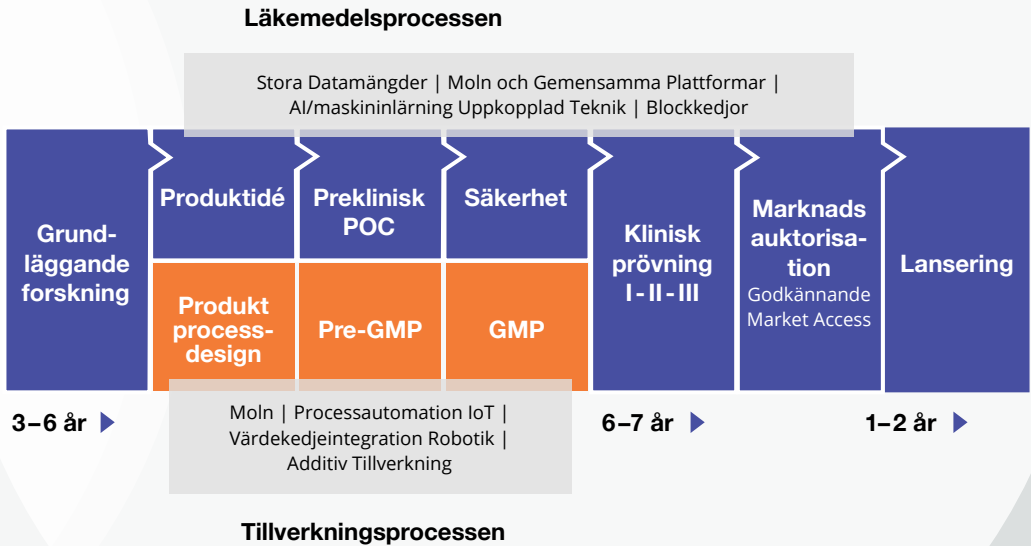 Läkemedelsprocessen
Stora Datamängder | Moln och Gemensamma Plattformar |
AI/maskininlärning Uppkopplad Teknik | Blockkedjor
Grund-
läggande
forskning
Produktidé
Preklinisk
POC
Säkerhet
Produkt
process-
design
Pre-GMP
GMP
Klinisk
prövning
I - II - III
Marknads
auktorisa-
tion
Godkännande
Market Access
Lansering
3–6 år
Moln | Processautomation IoT |
Värdekedjeintegration Robotik |
Additiv Tillverkning
6–7 år
1–2 år
Tillverkningsprocessen